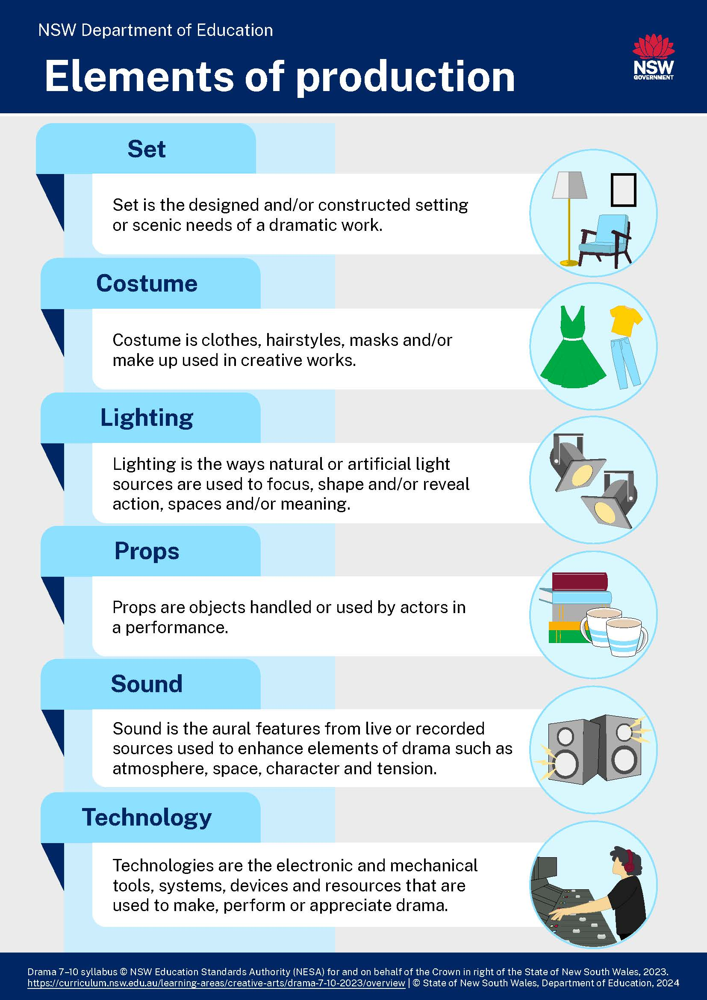 NSW Department of Education
Elements of production
NSW
GOVERNMENT
Set
Set is the designed and/or constructed setting
or scenic needs of a dramatic work.
Costume
Costume is clothes, hairstyles, masks and/or
make up used in creative works.
Lighting
Lighting is the ways natural or artificial light
sources are used to focus, shape and/or reveal
action, spaces and/or meaning.
Props
Props are objects handled or used by actors in
a performance.
Sound
Sound is the aural features from live or recorded
sources used to enhance elements of drama such as
atmosphere, space, character and tension.
Technology
Technologies are the electronic and mechanical
tools, systems, devices and resources that are
used to make, perform or appreciate drama.
Drama 7–10 syllabus © NSW Education Standards Authority (NESA) for and on behalf of the Crown in right of the State of New South Wales, 2023.
https://curriculum.nsw.edu.au/learning-areas/creative-arts/drama-7-10-2023/overview | © State of New South Wales, Department of Education, 2024